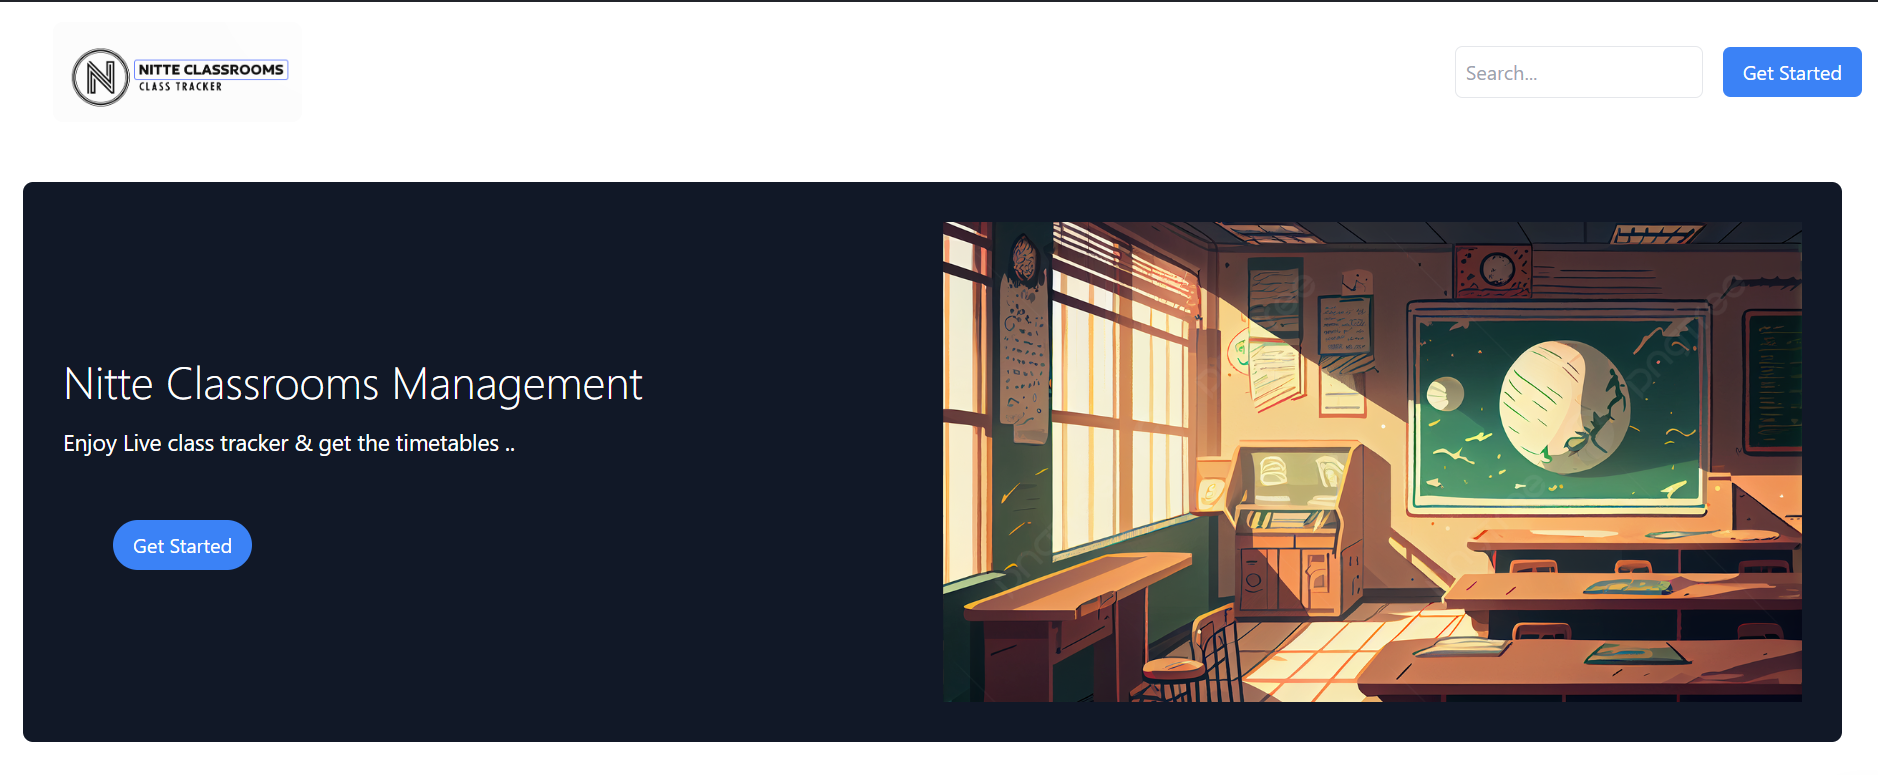 NITTE CLASSROOMS
CLASS TRACKER
Search...
Get Started
Nitte Classrooms Management
Enjoy Live class tracker & get the timetables ..
Get Started